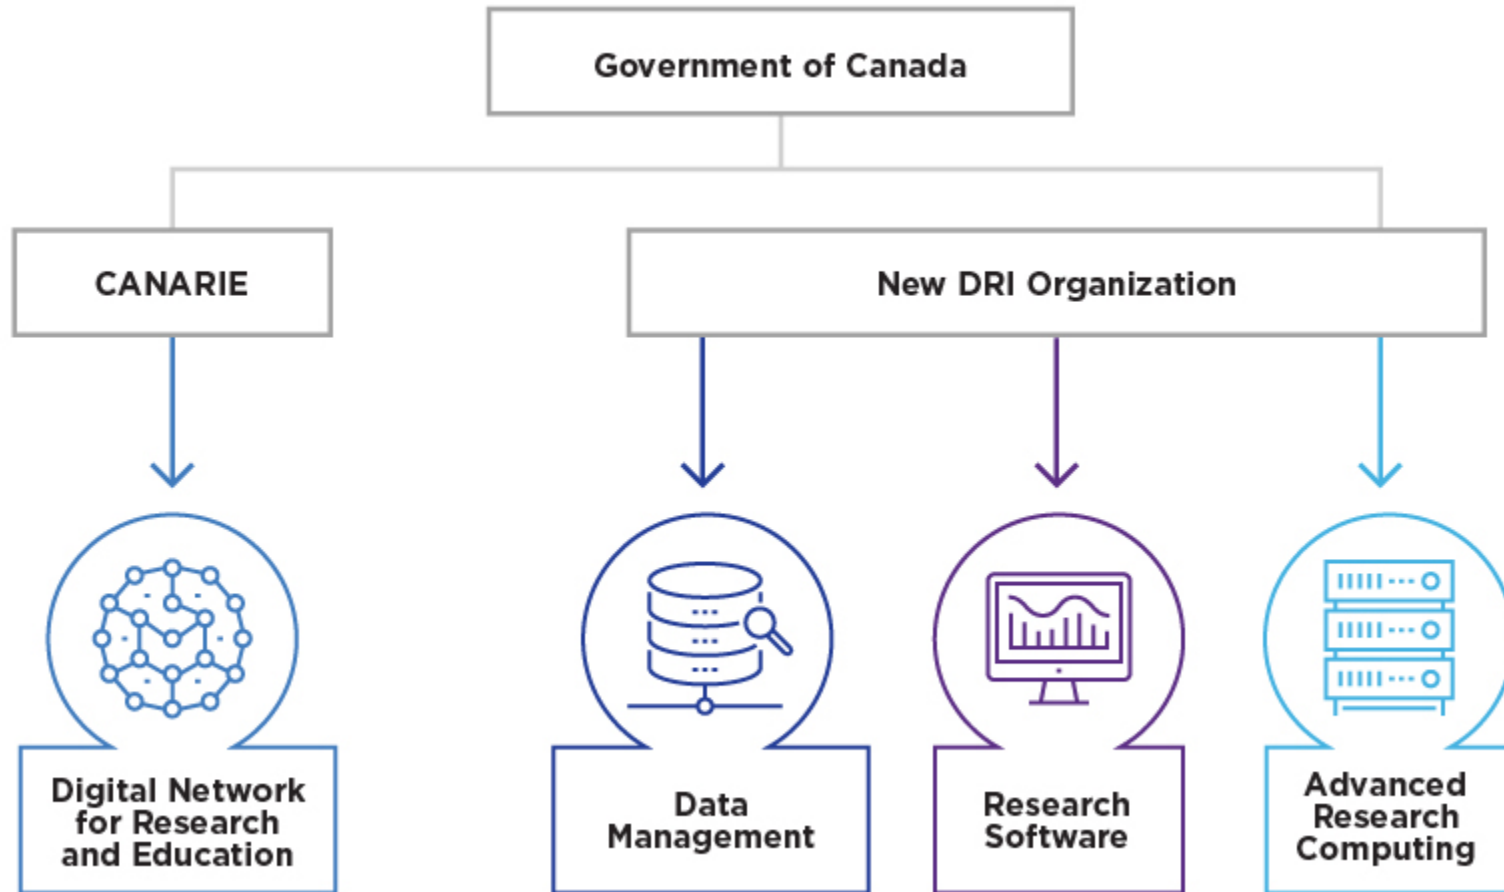 Government of Canada
CANARIE
New DRI Organization
Digital Network
for Research
and Education
Data
Management
Research
Software
Advanced
Research
Computing